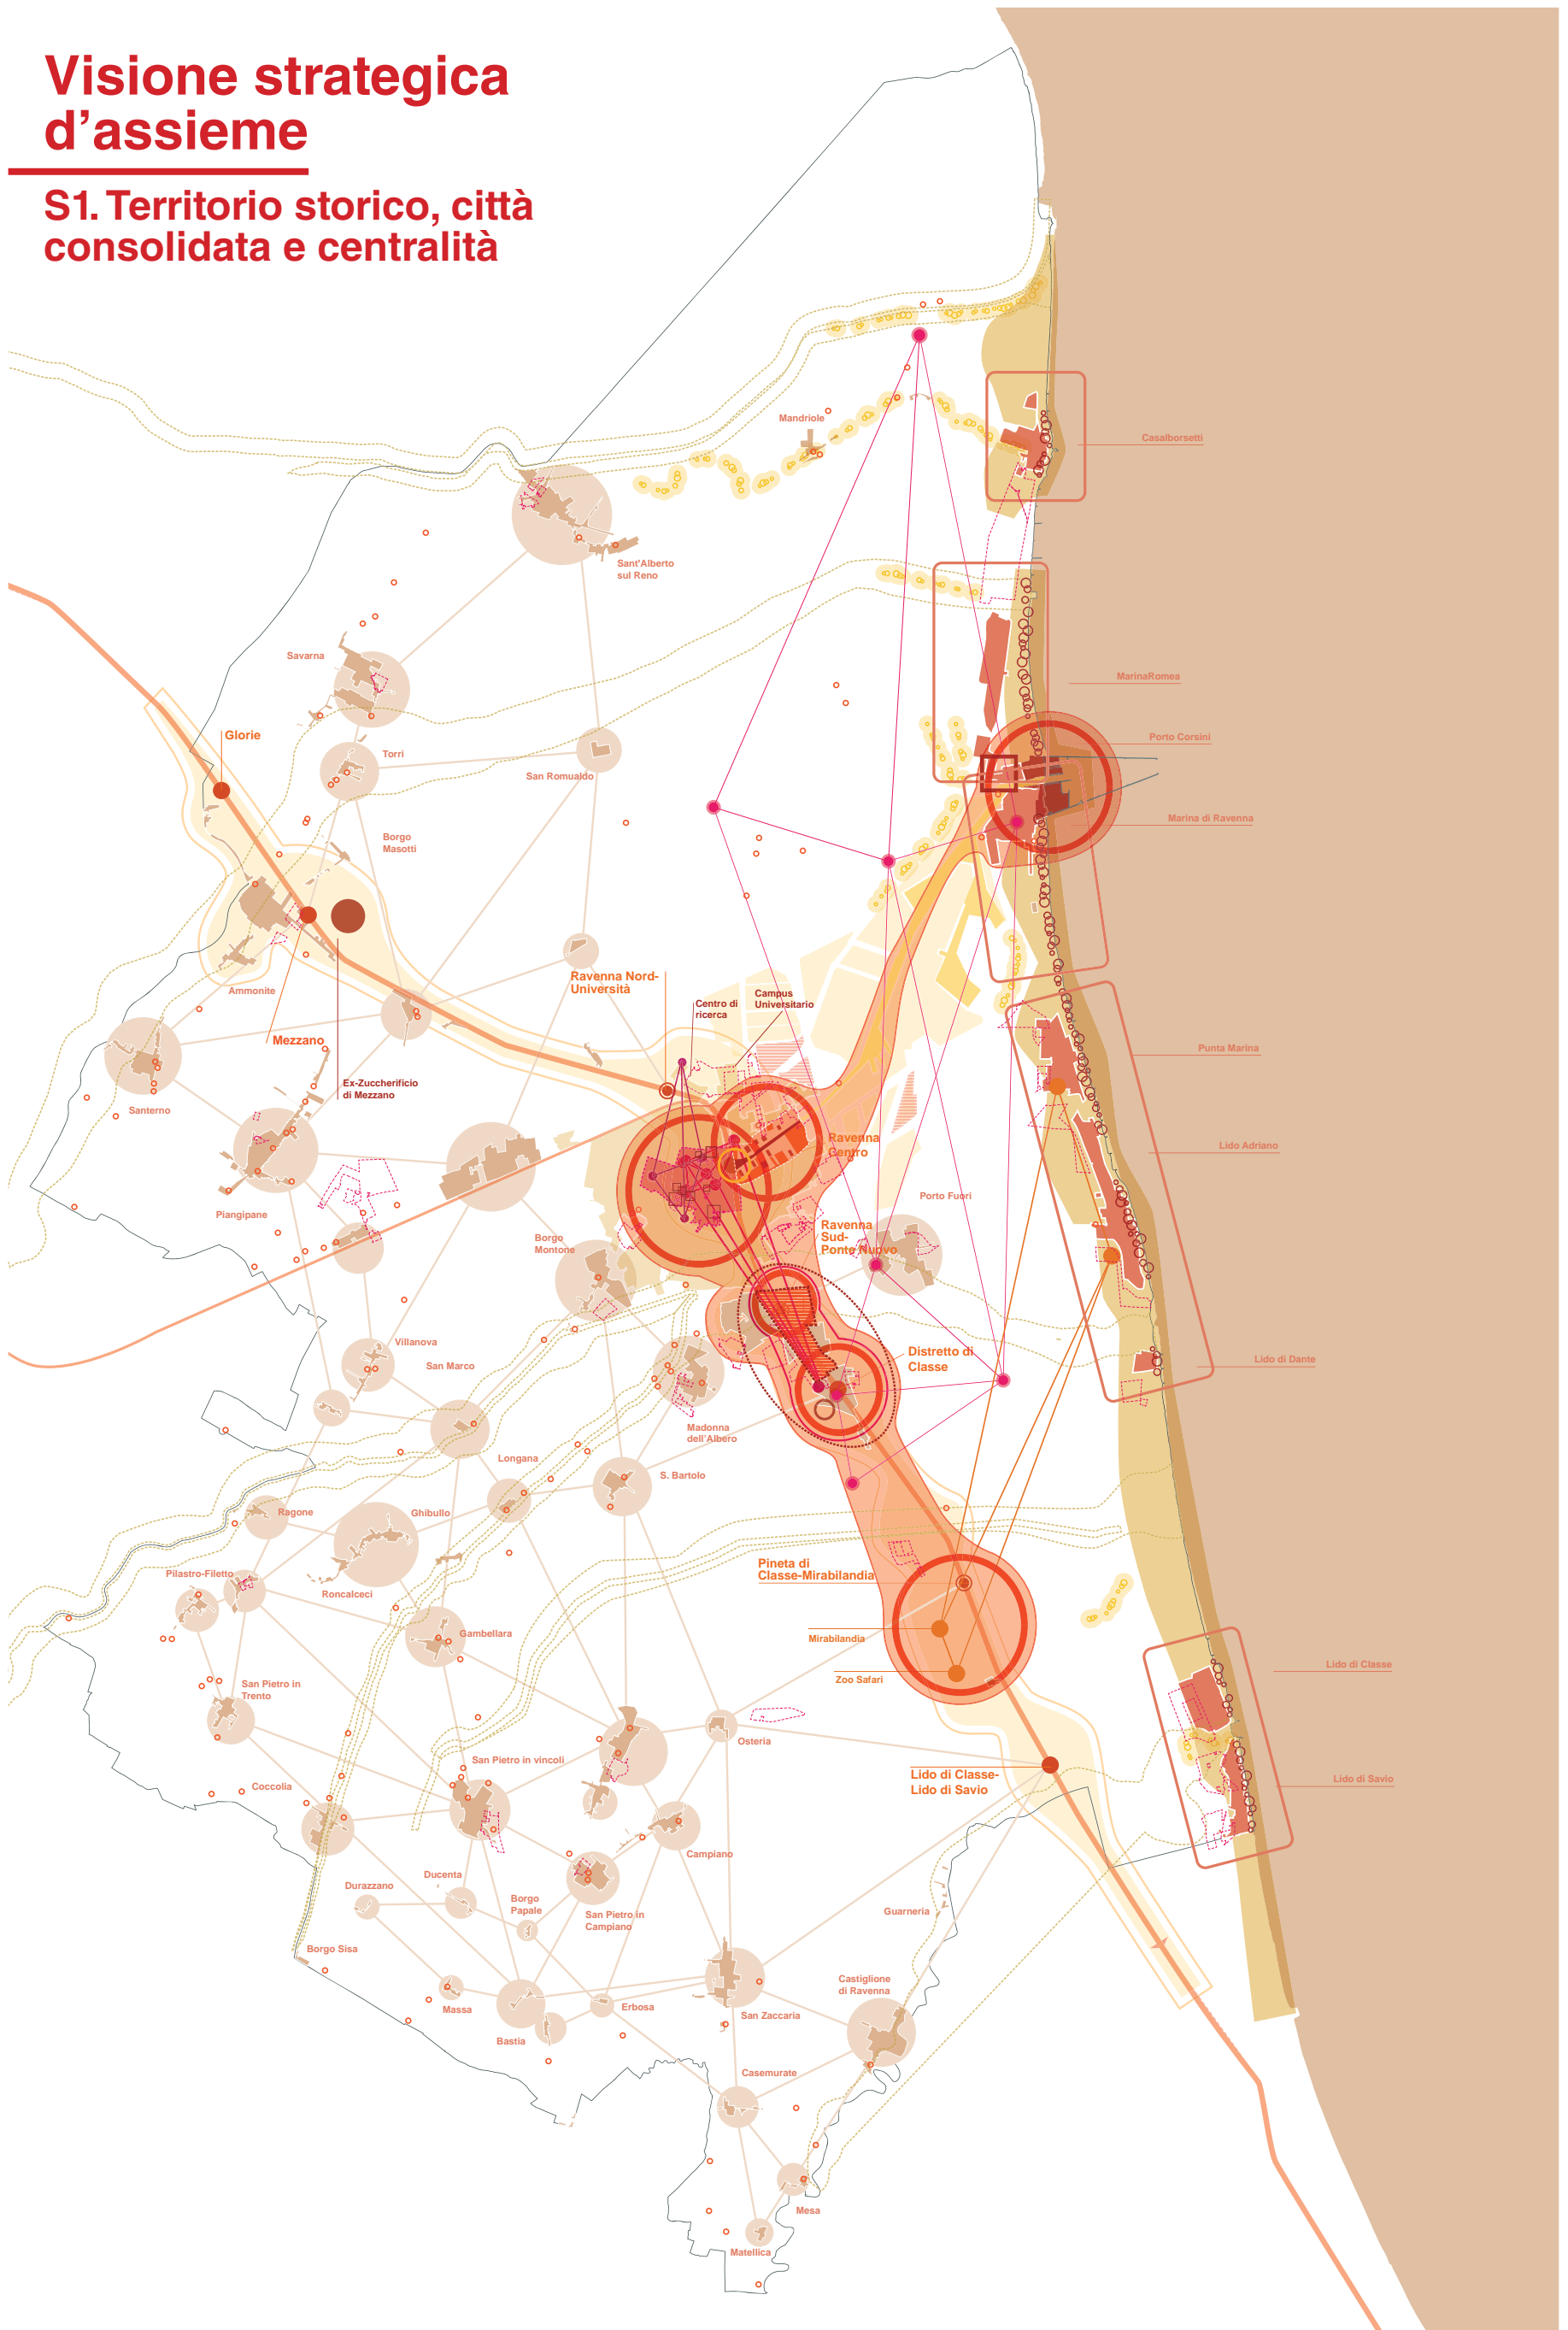 Visione strategica
d'assieme
S1. Territorio storico, città
consolidata e centralità
Mandriole
Casalborsetti
Sant'Alberto
sul Reno
Savarna
MarinaRomea
Glorie
Porto Corsini
Torri
San Romualdo
Marina di Ravenna
Borgo
Masotti
Ravenna Nord-
Università
Ammonite
Centro di
ricerca
Campus
Universitario
Mezzano
Punta Marina
Ex-Zuccherificio
di Mezzano
Santerno
Ravenna
Centro
Lido Adriano
Porto Fuori
Piangipane
Ravenna
Sud-
Ponte Nuovo
Borgo
Montone
Villanova
San Marco
Distretto di
Classe
Lido di Dante
Madonna
dell'Albero
Longana
S. Bartolo
Ragone
Ghibullo
Pilastro-Filetto
Roncalceci
Pineta di
Classe-Mirabilandia
Gambellara
Mirabilandia
Zoo Safari
Lido di Classe
San Pietro in
Trento
Osteria
San Pietro in vincoli
Coccolia
Lido di Classe-
Lido di Savio
Lido di Savio
Campiano
Ducenta
Durazzano
Borgo
Papale
San Pietro in
Campiano
Guarneria
Borgo Sisa
Castiglione
di Ravenna
Massa
Erbosa
San Zaccaria
Bastia
Casemurate
Mesa
Matellica